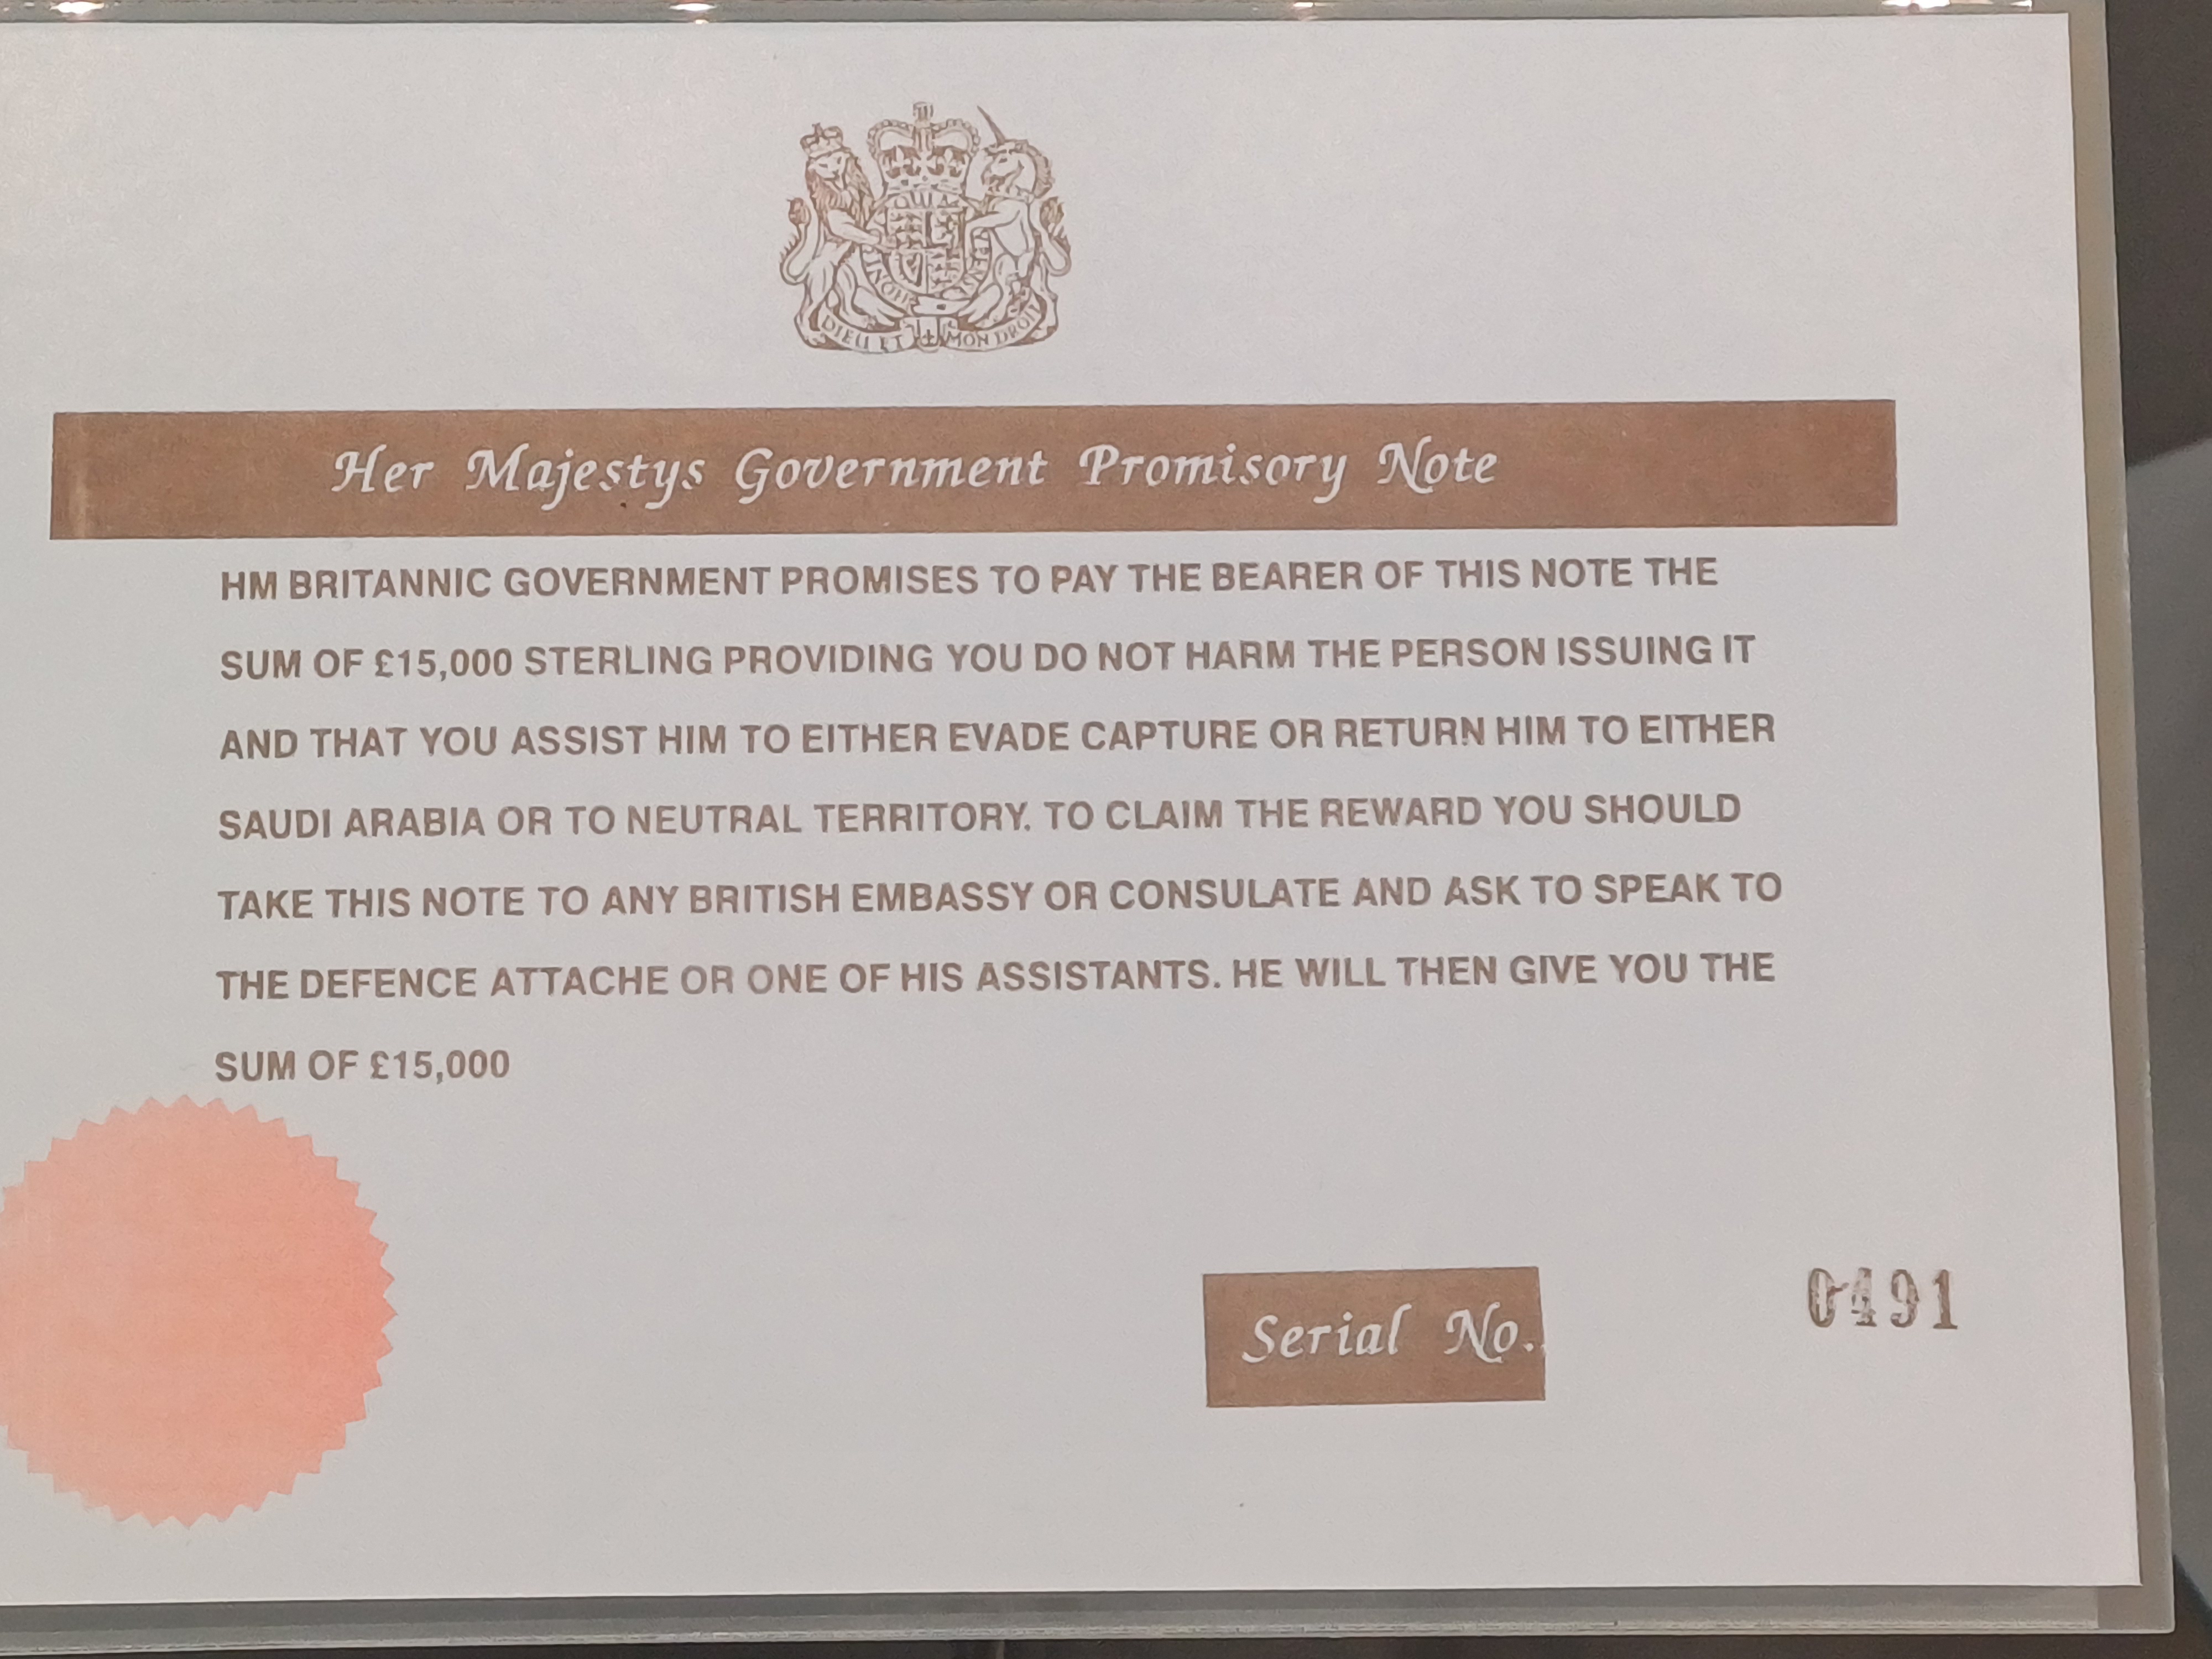 DIEU ET MON DROIT
Her Majestys Government Promisory Note
HM BRITANNIC GOVERNMENT PROMISES TO PAY THE BEARER OF THIS NOTE THE
SUM OF £15,000 STERLING PROVIDING YOU DO NOT HARM THE PERSON ISSUING IT
AND THAT YOU ASSIST HIM TO EITHER EVADE CAPTURE OR RETURN HIM TO EITHER
SAUDI ARABIA OR TO NEUTRAL TERRITORY. TO CLAIM THE REWARD YOU SHOULD
TAKE THIS NOTE TO ANY BRITISH EMBASSY OR CONSULATE AND ASK TO SPEAK TO
THE DEFENCE ATTACHE OR ONE OF HIS ASSISTANTS. HE WILL THEN GIVE YOU THE
SUM OF £15,000
Serial No. 0491